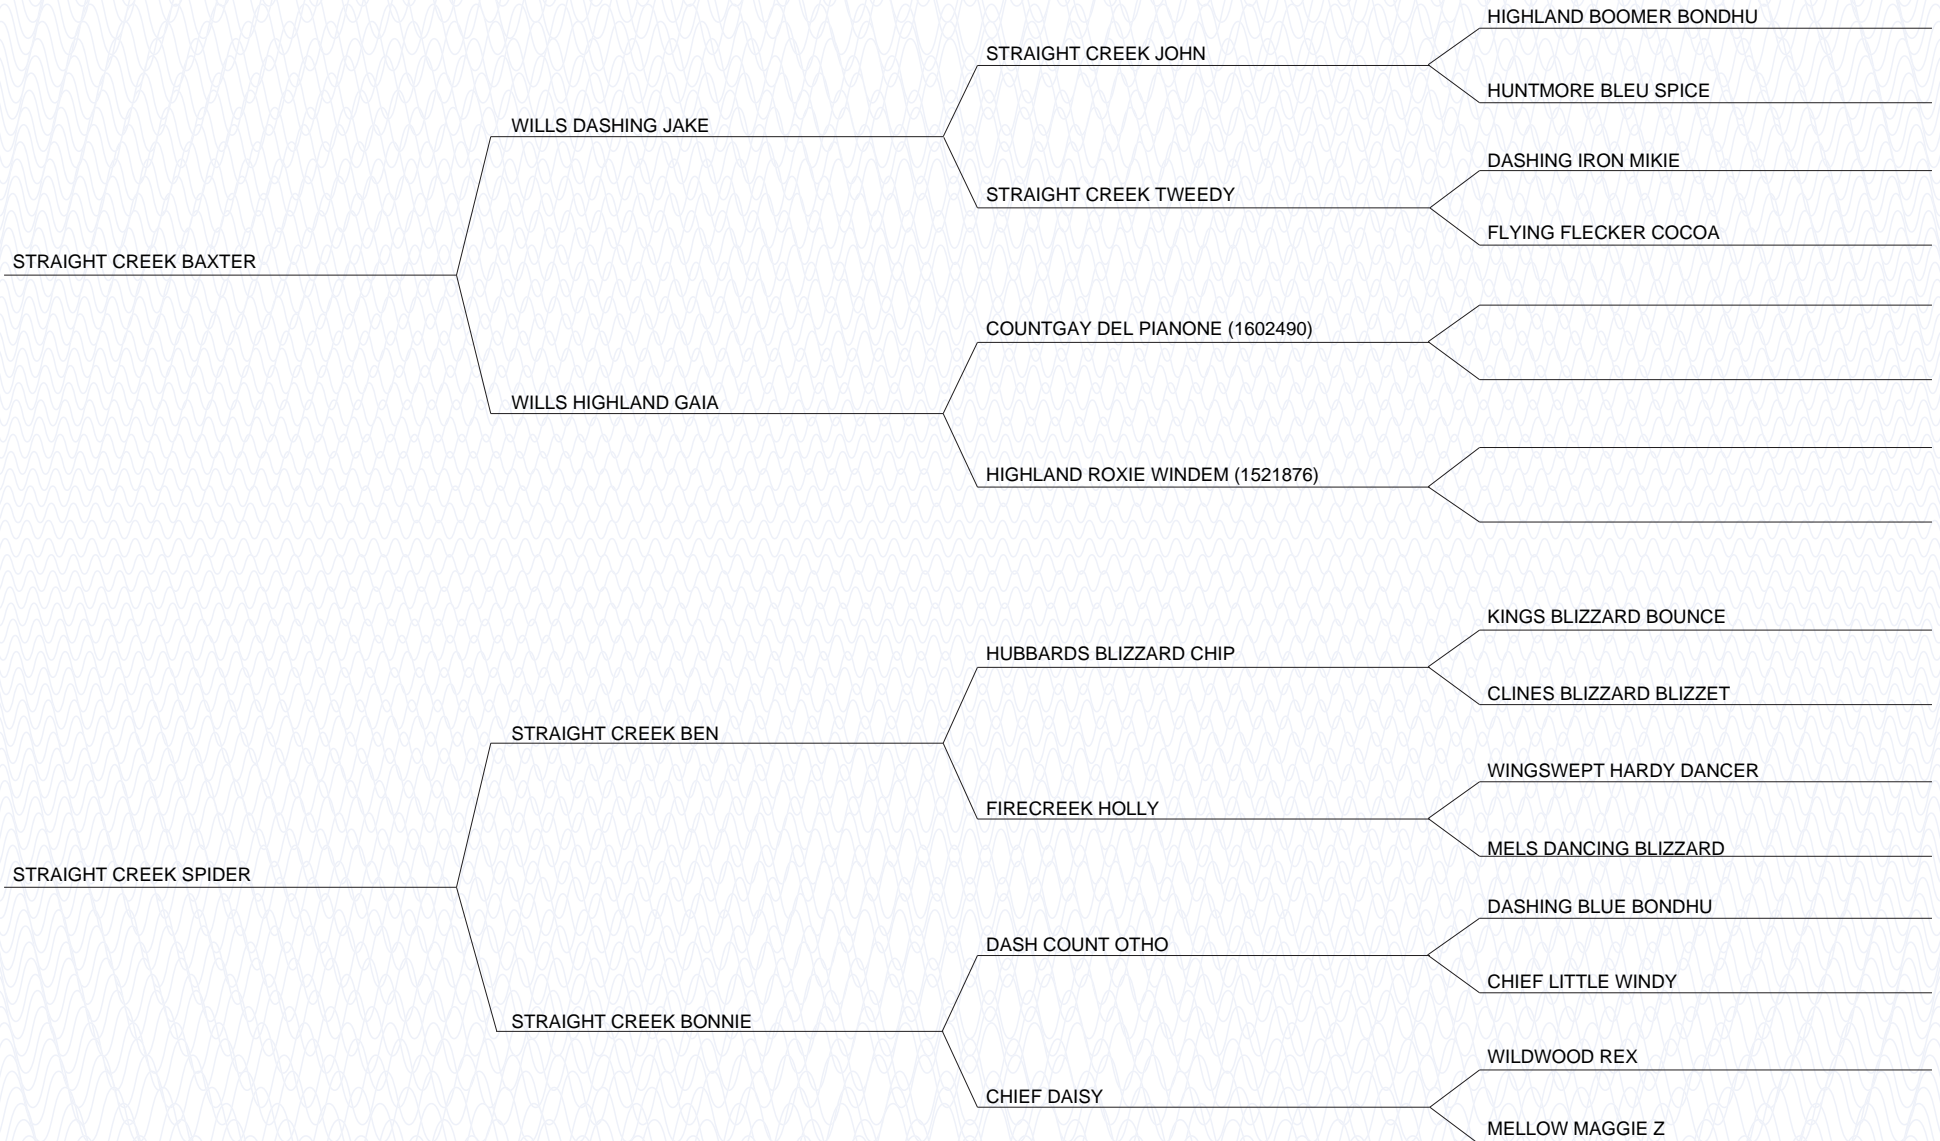 HIGHLAND BOOMER BONDHU
STRAIGHT CREEK JOHN
HUNTMORE BLEU SPICE
WILLS DASHING JAKE
DASHING IRON MIKIE
STRAIGHT CREEK TWEEDY
FLYING FLECKER COCOA
STRAIGHT CREEK BAXTER
COUNTGAY DEL PIANONE (1602490)
WILLS HIGHLAND GAIA
HIGHLAND ROXIE WINDEM (1521876)
KINGS BLIZZARD BOUNCE
HUBBARDS BLIZZARD CHIP
CLINES BLIZZARD BLIZZET
STRAIGHT CREEK BEN
WINGSWEPT HARDY DANCER
FIRECREEK HOLLY
MELS DANCING BLIZZARD
STRAIGHT CREEK SPIDER
DASHING BLUE BONDHU
DASH COUNT OTHO
CHIEF LITTLE WINDY
STRAIGHT CREEK BONNIE
WILDWOOD REX
CHIEF DAISY
MELLOW MAGGIE Z